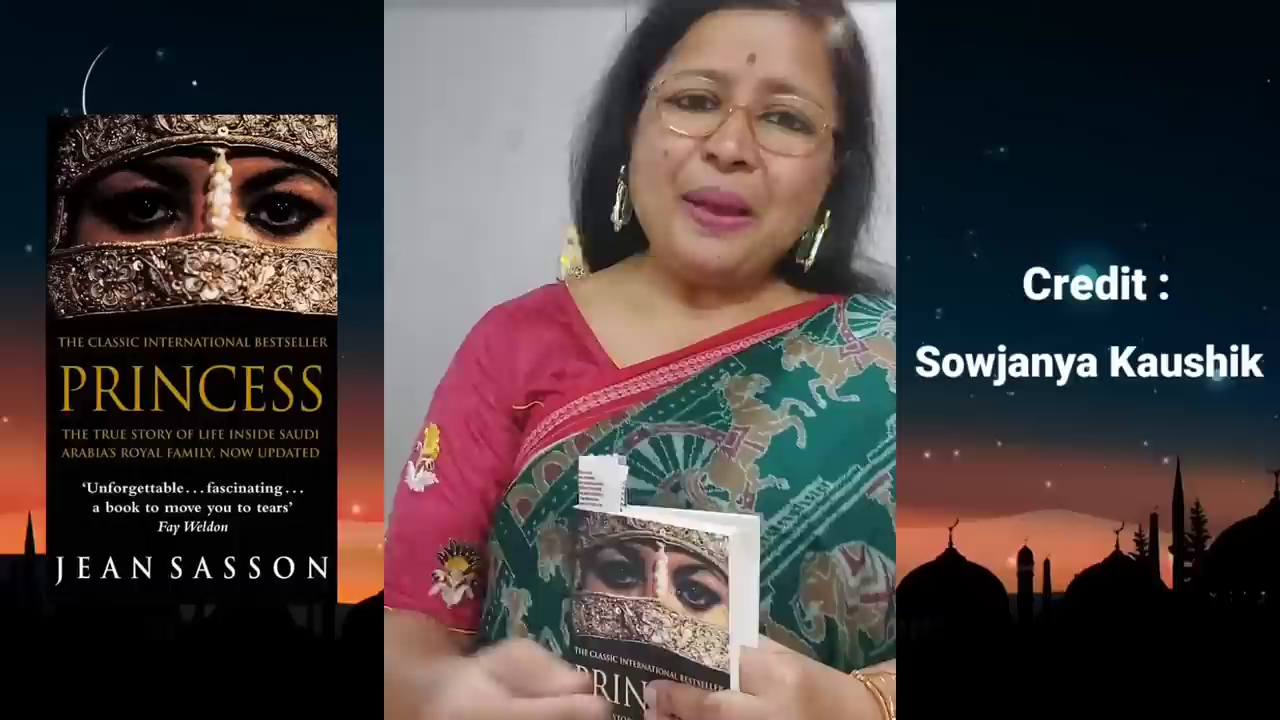 THE CLASSIC INTERNATIONAL BESTSELLER
PRINCESS
THE TRUE STORY OF LIFE INSIDE SAUDI
ARABIA'S ROYAL FAMILY, NOW UPDATED
‘Unforgettable...fascinating...
a book to move you to tears’
Fay Weldon
JEAN SASSON
THE CLASSIC INTERNATIONAL BESTSELLER
PRIN
Credit :
Sowjanya Kaushik